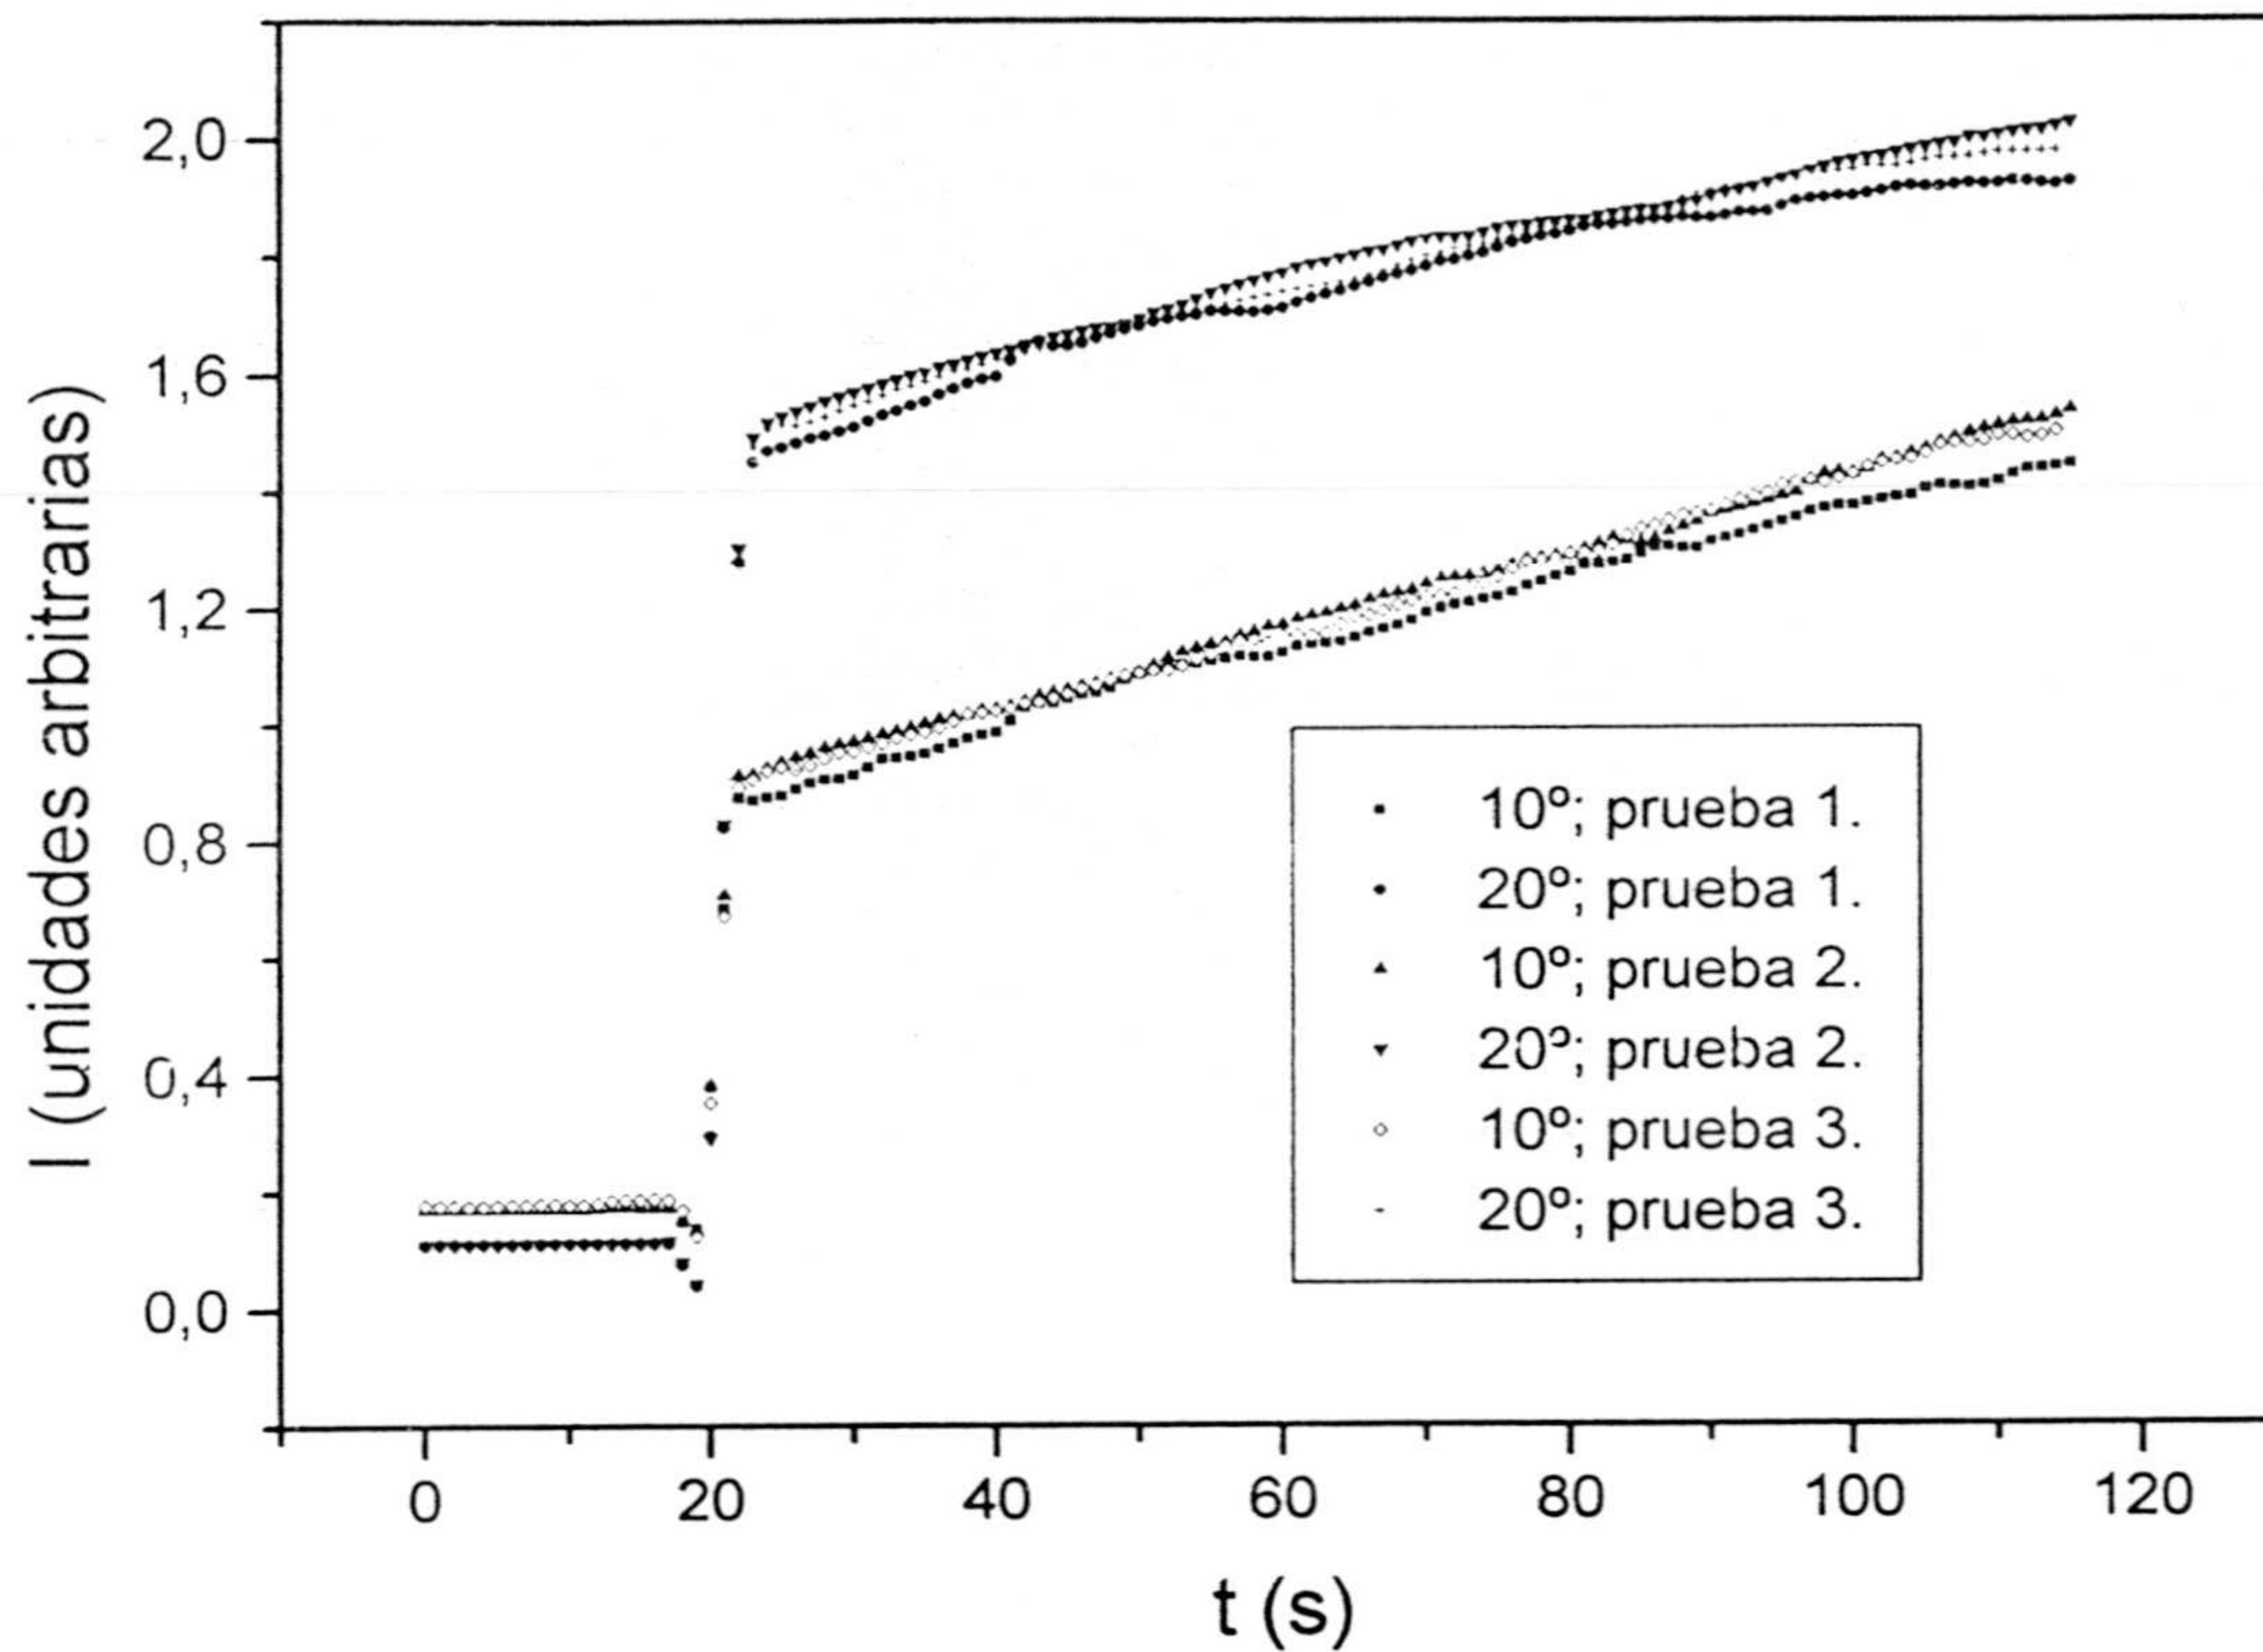 I (unidades arbitrarias)
2,0
1,6
1,2
0,8
0,4
0,0
10º; prueba 1.
20º; prueba 1.
10º; prueba 2.
20º; prueba 2.
10º; prueba 3.
20º; prueba 3.
0 20 40 60 80 100 120
t (s)